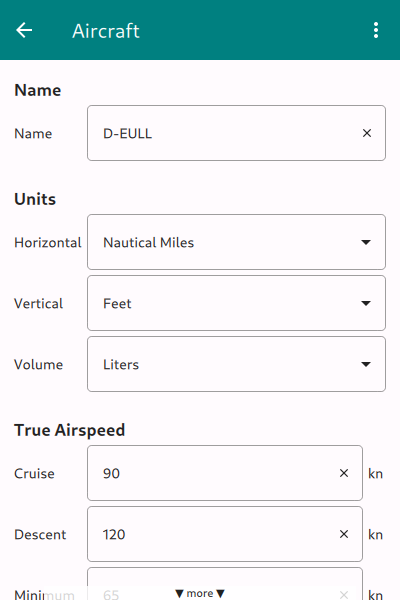 Aircraft
Name
Name D-EULL
Units
Horizontal Nautical Miles
Vertical Feet
Volume Liters
True Airspeed
Cruise 90 kn
Descent 120 kn
Minimum 65 kn
▼ more ▼